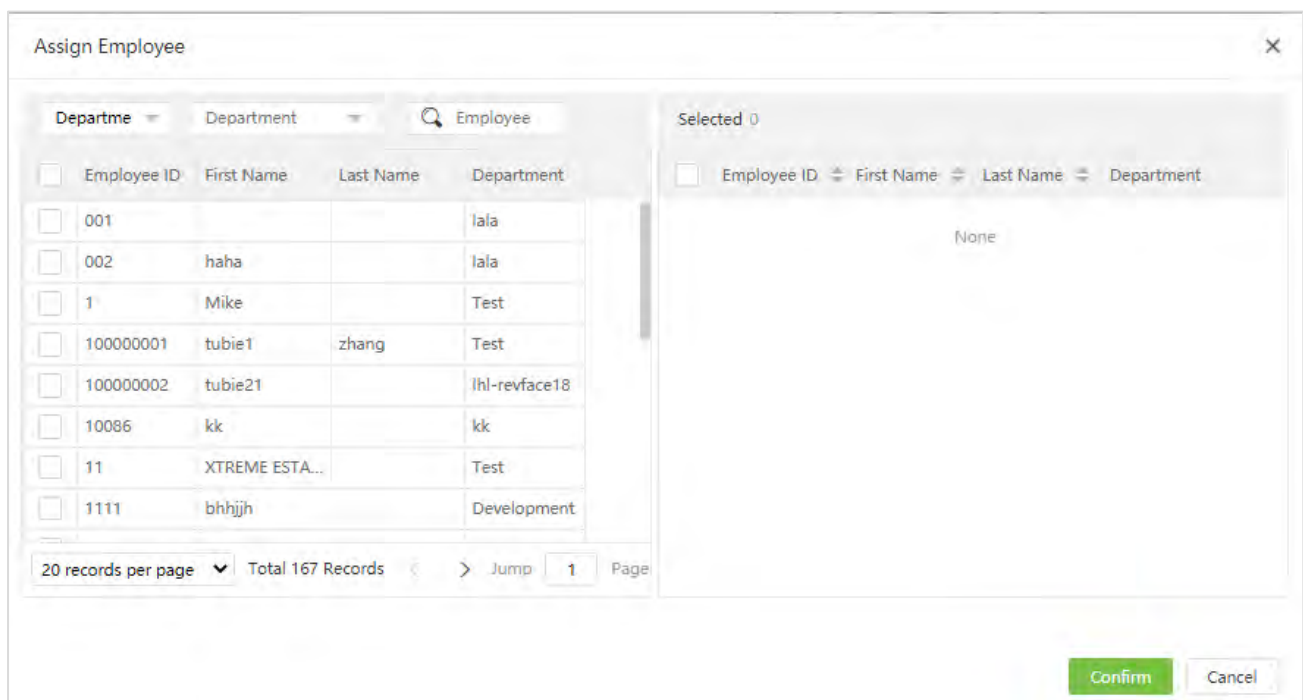 Assign Employee
Departme Department Employee
Employee ID First Name Last Name Department
001 lala
002 haha lala
1 Mike Test
100000001 tubie1 zhang Test
100000002 tubie21 lhl-revface18
10086 kk kk
11 XTREME ESTA... Test
1111 bhhjjh Development
20 records per page Total 167 Records < > Jump 1 Page
Selected 0
Employee ID First Name Last Name Department
None
Confirm Cancel